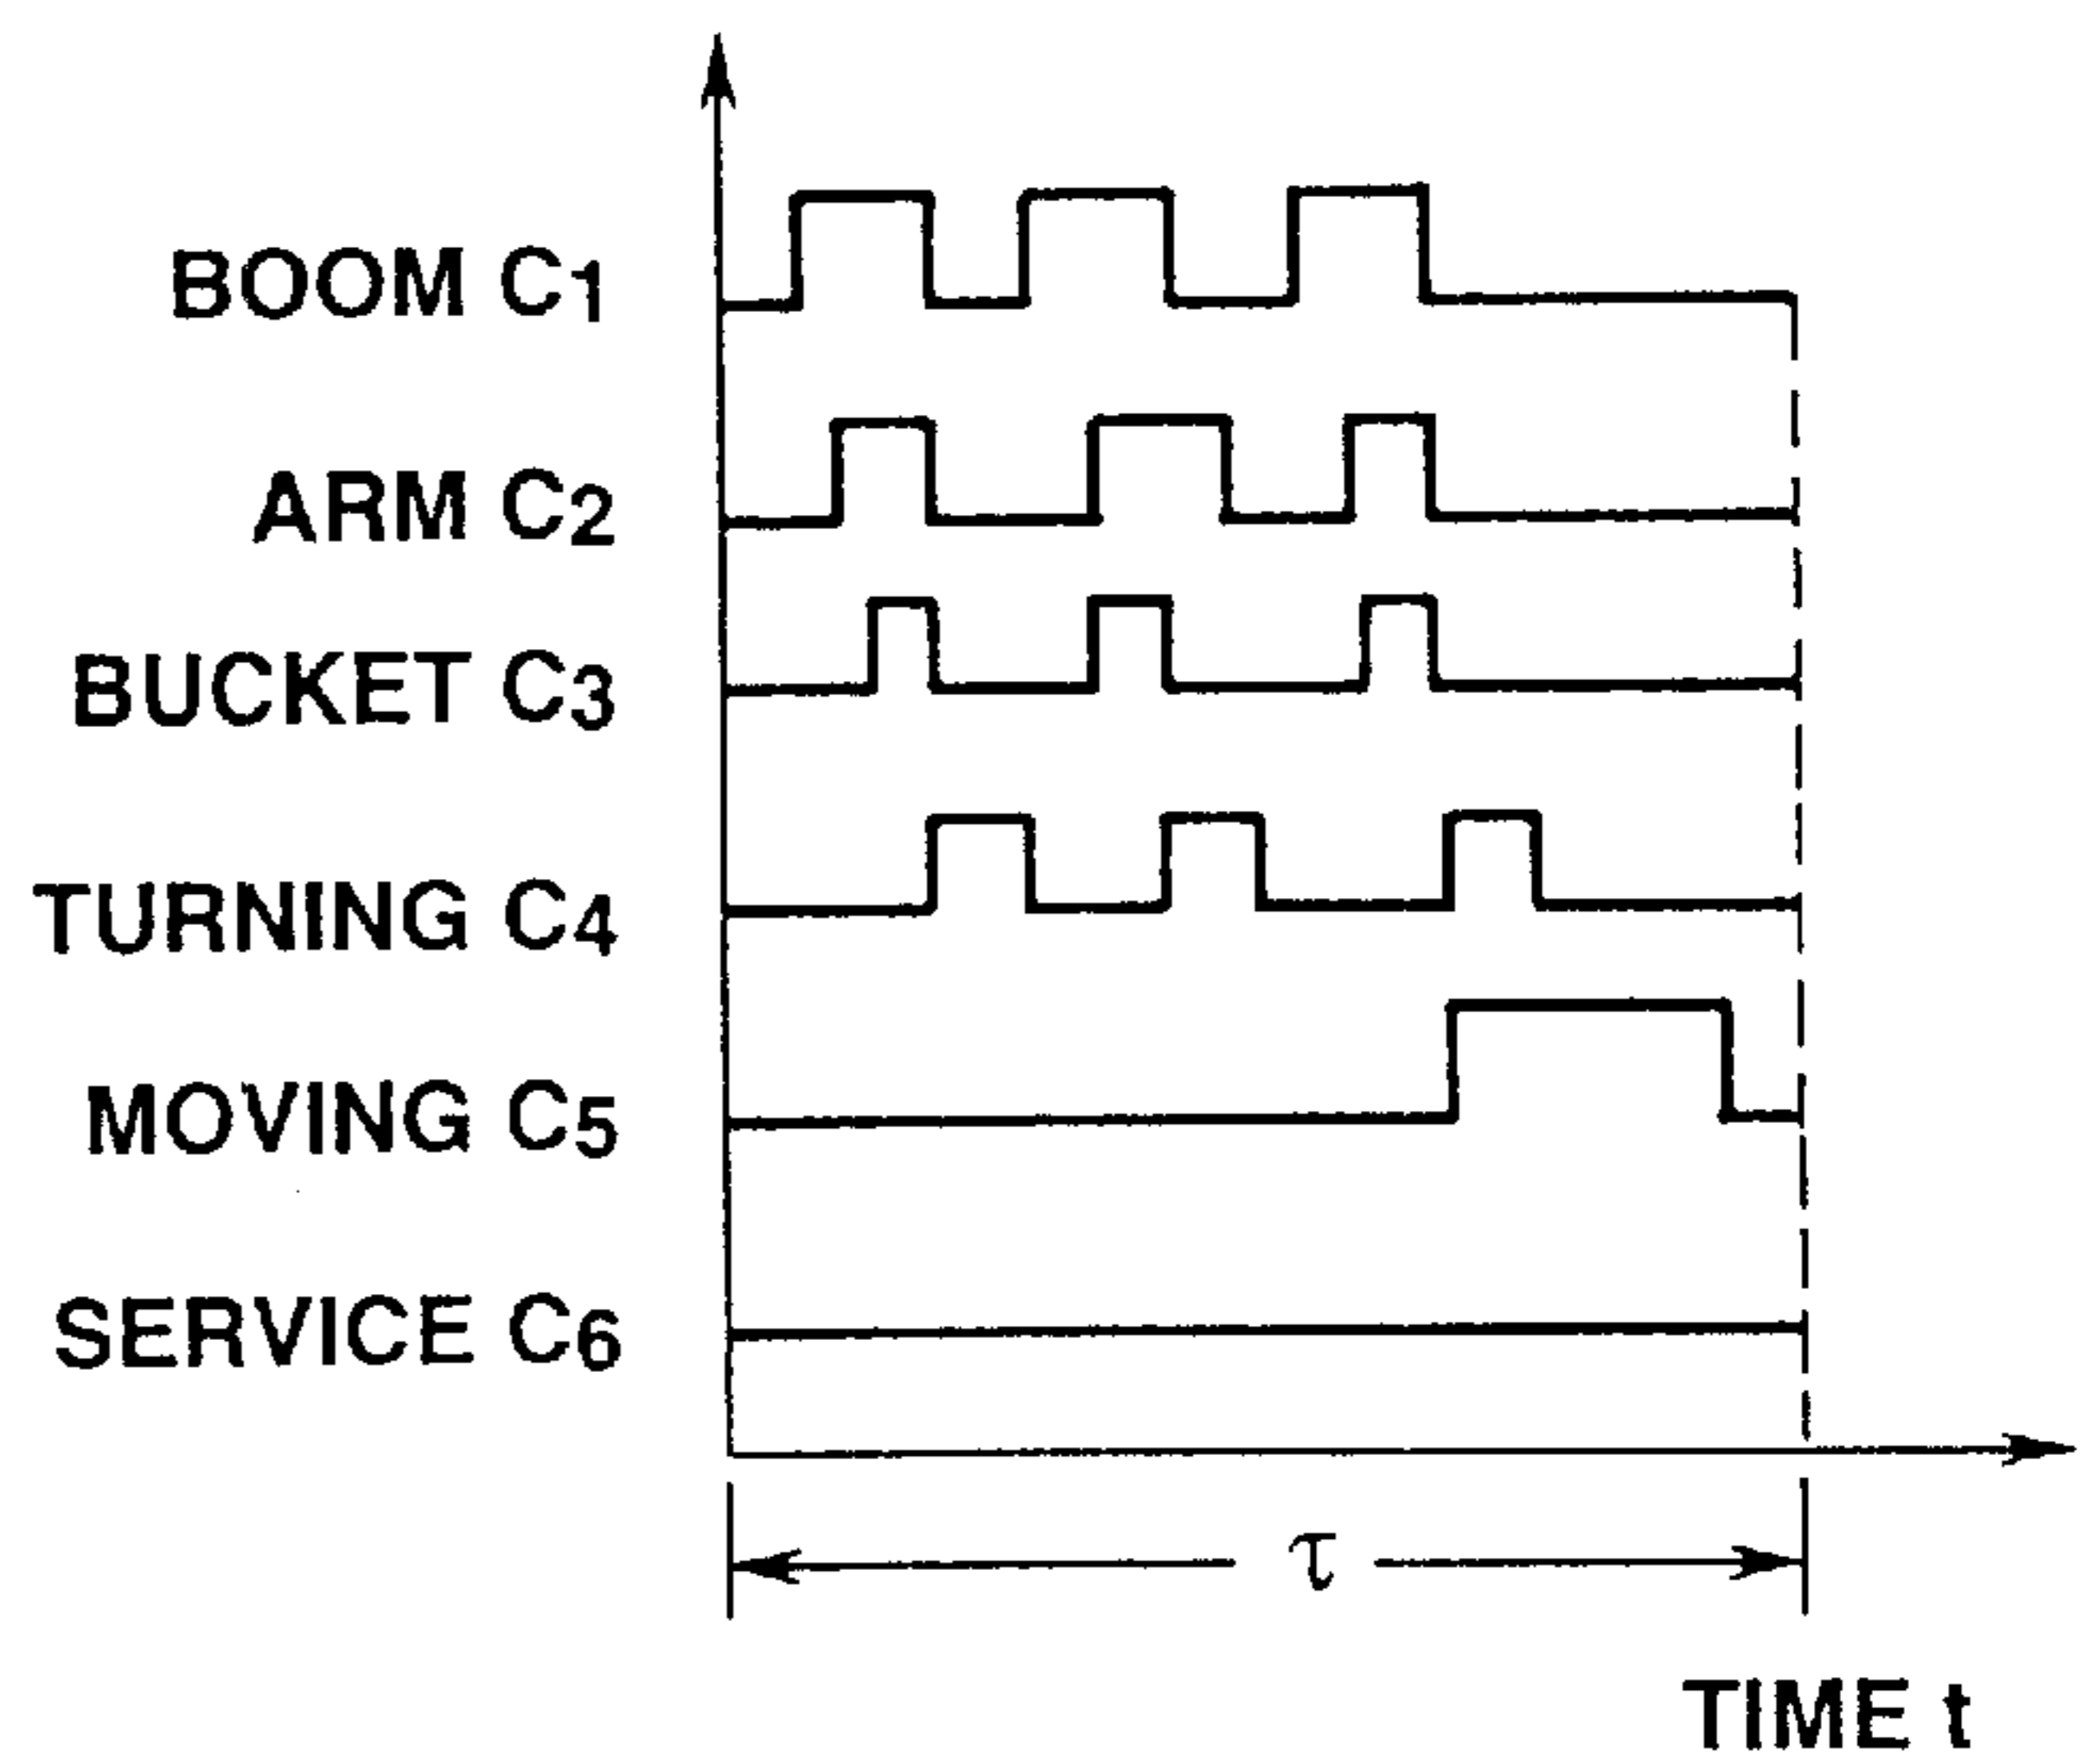 BOOM C1
ARM C2
BUCKET C3
TURNING C4
MOVING C5
SERVICE C6
τ
TIME t